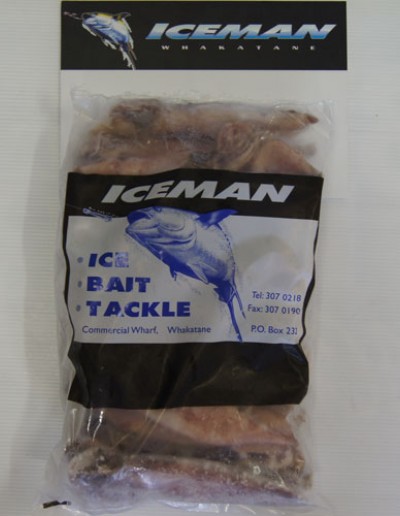 ICEMAN
WHAKATANE
ICEMAN
• ICE
• BAIT
• TACKLE
Commercial Wharf, Whakatane
Tel: 307 0218
Fax: 307 0190
P.O. Box 232